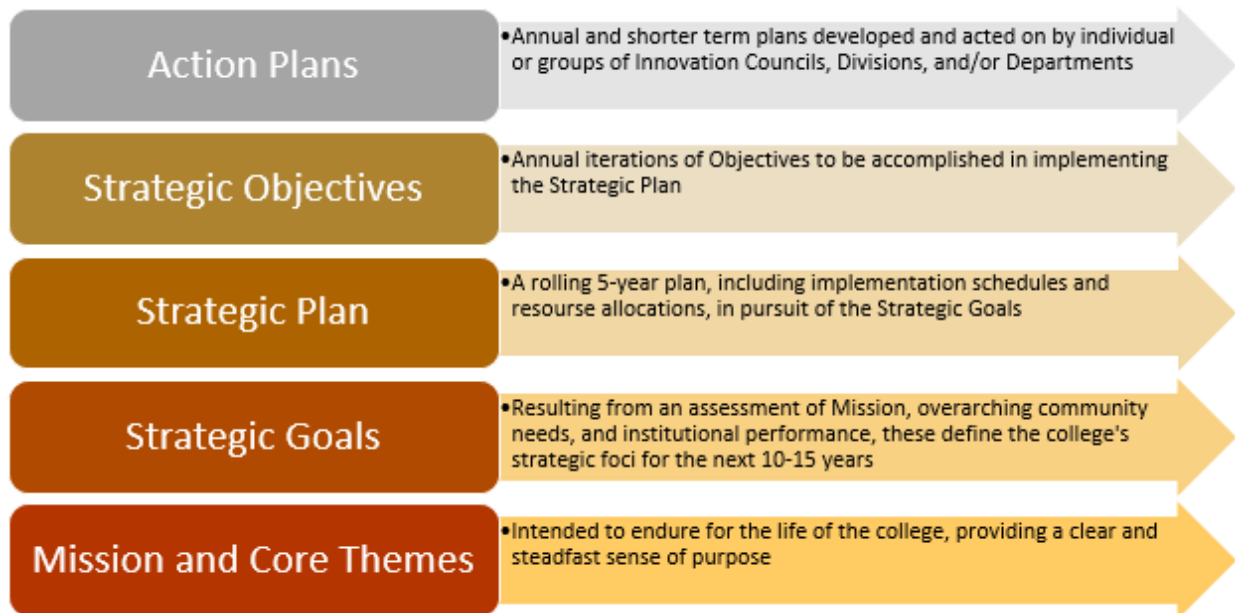 Action Plans
•Annual and shorter term plans developed and acted on by individual
or groups of Innovation Councils, Divisions, and/or Departments
Strategic Objectives
•Annual iterations of Objectives to be accomplished in implementing
the Strategic Plan
Strategic Plan
•A rolling 5-year plan, including implementation schedules and
resourse allocations, in pursuit of the Strategic Goals
Strategic Goals
•Resulting from an assessment of Mission, overarching community
needs, and institutional performance, these define the college's
strategic foci for the next 10-15 years
Mission and Core Themes
•Intended to endure for the life of the college, providing a clear and
steadfast sense of purpose